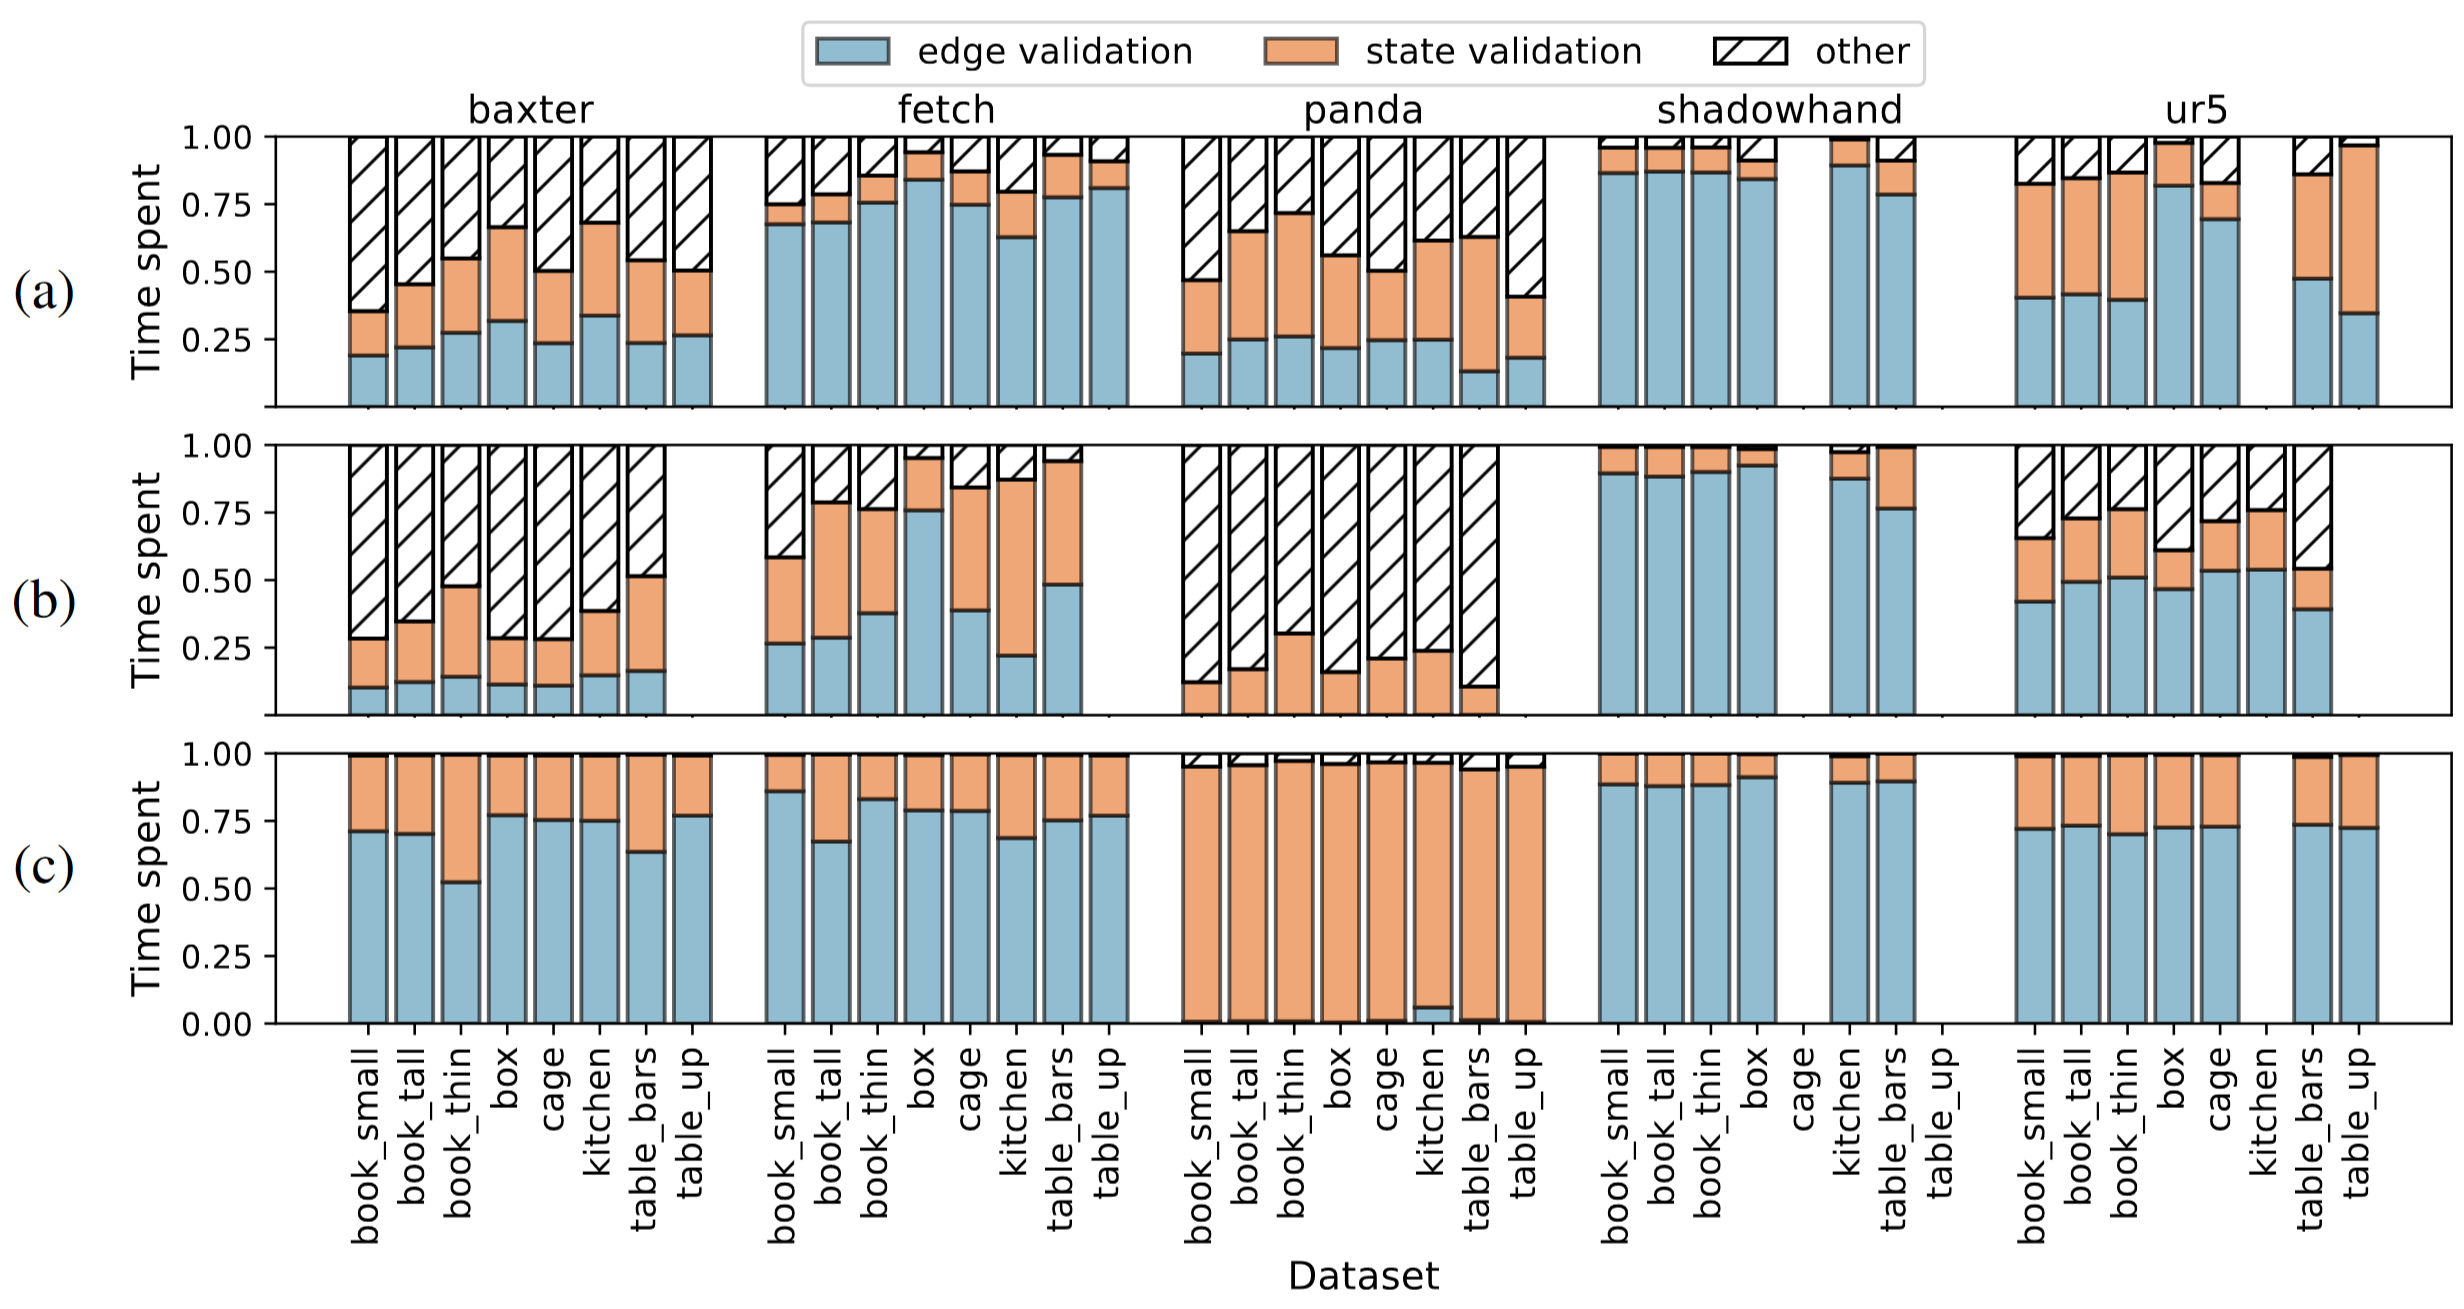 edge validation state validation other
baxter fetch panda shadowhand ur5
(a)
Time spent
1.00
0.75
0.50
0.25
(b)
Time spent
1.00
0.75
0.50
0.25
(c)
Time spent
1.00
0.75
0.50
0.25
0.00
book_small book_tall book_thin box cage kitchen table_bars table_up
book_small book_tall book_thin box cage kitchen table_bars table_up
book_small book_tall book_thin box cage kitchen table_bars table_up
book_small book_tall book_thin box cage kitchen table_bars table_up
book_small book_tall book_thin box cage kitchen table_bars table_up
Dataset